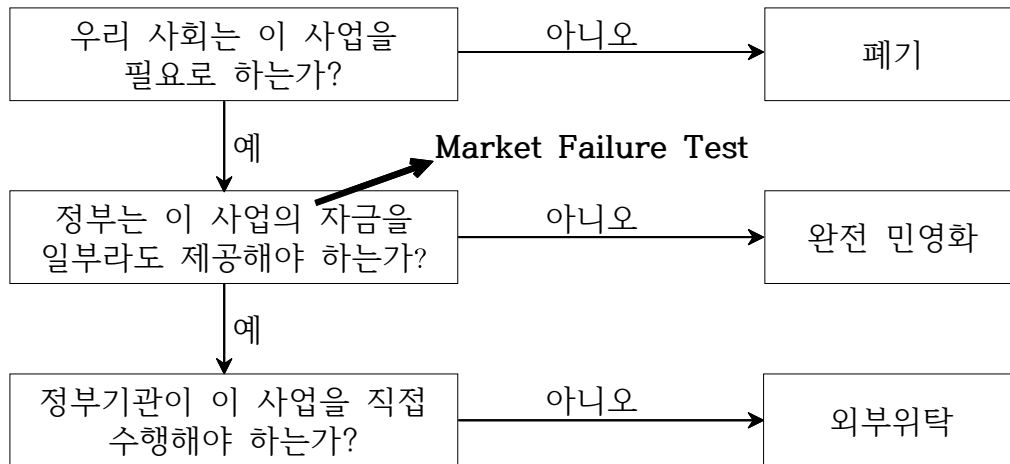 우리 사회는 이 사업을
필요로 하는가?
아니오
폐기
예
Market Failure Test
정부는 이 사업의 자금을
일부라도 제공해야 하는가?
아니오
완전 민영화
예
정부기관이 이 사업을 직접
수행해야 하는가?
아니오
외부위탁